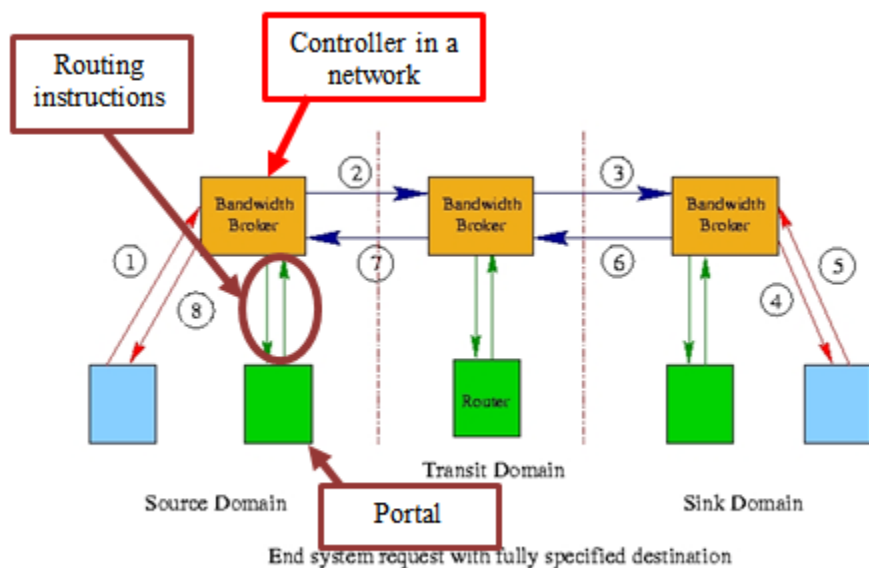 Controller in a
network
Routing
instructions
2
3
Bandwidth
Broker
Bandwidth
Broker
Bandwidth
Broker
1
7
6
5
8
4
Router
Transit Domain
Source Domain
Sink Domain
Portal
End system request with fully specified destination